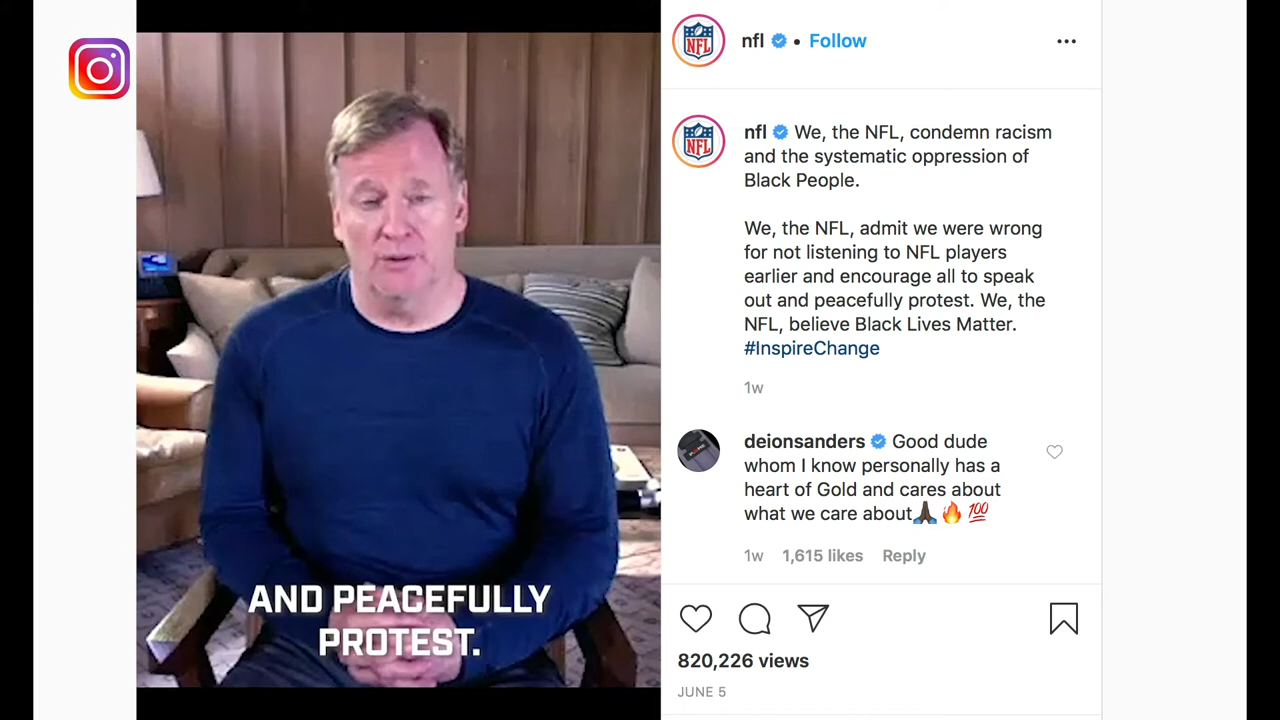 nfl • Follow
nfl We, the NFL, condemn racism
and the systematic oppression of
Black People.
We, the NFL, admit we were wrong
for not listening to NFL players
earlier and encourage all to speak
out and peacefully protest. We, the
NFL, believe Black Lives Matter.
#InspireChange
1w
deionsanders Good dude
whom I know personally has a
heart of Gold and cares about
what we care about🙏🏿🔥💯
1w 1,615 likes Reply
820,226 views
JUNE 5
AND PEACEFULLY
PROTEST.
NFL
NFL